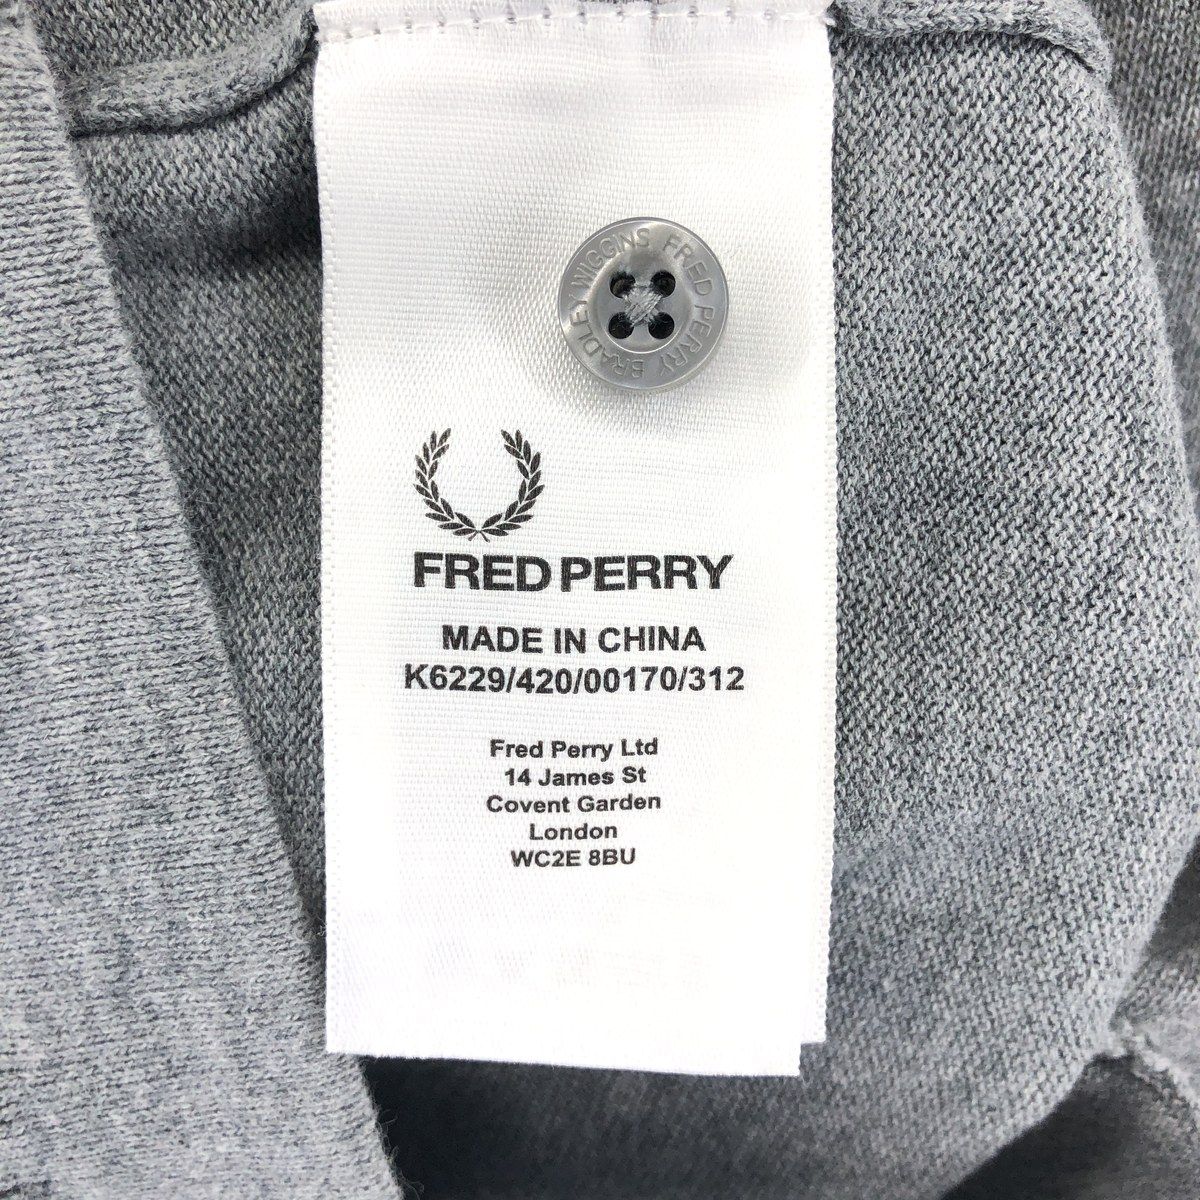 BRADLEY WIGGINS FRED PERRY
FRED PERRY
MADE IN CHINA
K6229/420/00170/312
Fred Perry Ltd
14 James St
Covent Garden
London
WC2E 8BU